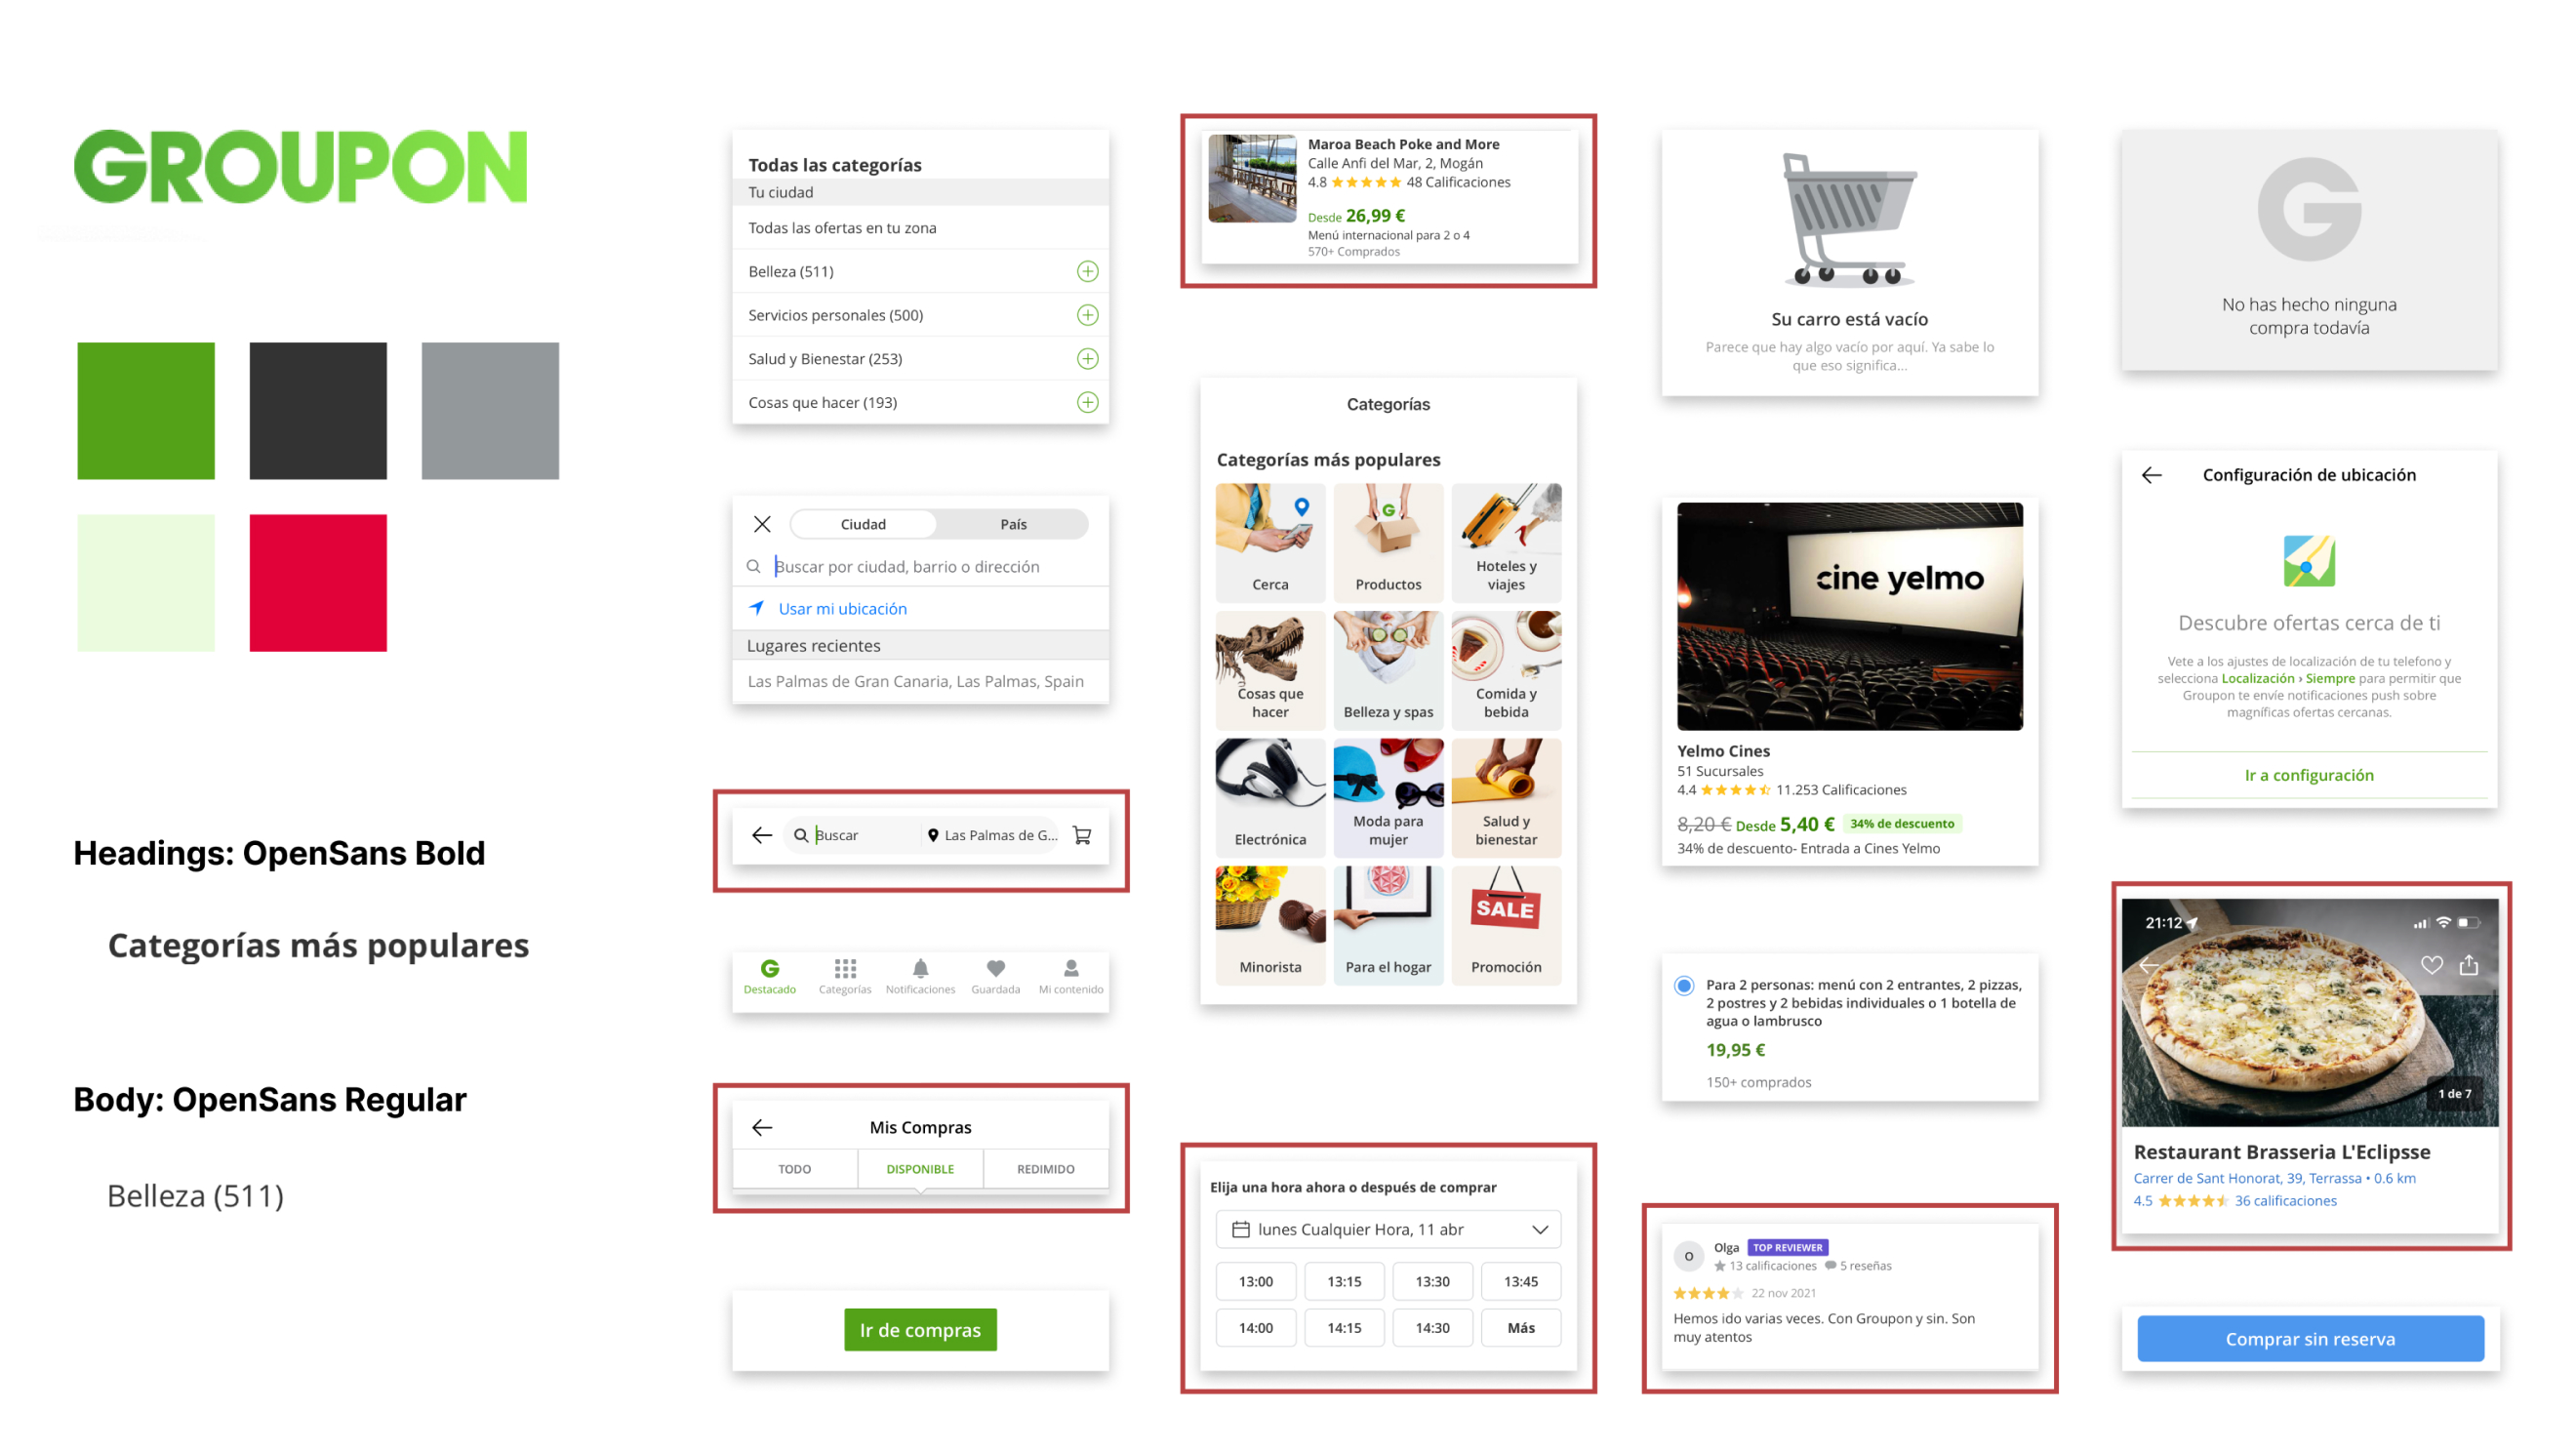 GROUPON
Headings: OpenSans Bold
Categorías más populares
Body: OpenSans Regular
Belleza (511)
Todas las categorías
Tu ciudad
Todas las ofertas en tu zona
Belleza (511)
Servicios personales (500)
Salud y Bienestar (253)
Cosas que hacer (193)
Ciudad País
Buscar por ciudad, barrio o dirección
Usar mi ubicación
Lugares recientes
Las Palmas de Gran Canaria, Las Palmas, Spain
Buscar Las Palmas de G...
G
Destacado Categorías Notificaciones Guardada Mi contenido
Mis Compras
TODO DISPONIBLE REDIMIDO
Ir de compras
Maroa Beach Poke and More
Calle Anfi del Mar, 2, Mogán
4.8 48 Calificaciones
Desde 26,99 €
Menú internacional para 2 o 4
570+ Comprados
Categorías
Categorías más populares
G
Cerca
Productos
Hoteles y
viajes
Cosas que
hacer
Belleza y spas
Comida y
bebida
Electrónica
Moda para
mujer
Salud y
bienestar
Minorista
Para el hogar
SALE
Promoción
Elija una hora ahora o después de comprar
lunes Cualquier Hora, 11 abr
13:00 13:15 13:30 13:45
14:00 14:15 14:30 Más
Su carro está vacío
Parece que hay algo vacío por aquí. Ya sabe lo
que eso significa...
cine yelmo
Yelmo Cines
51 Sucursales
4.4 11.253 Calificaciones
8,20 € Desde 5,40 € 34% de descuento
34% de descuento- Entrada a Cines Yelmo
Para 2 personas: menú con 2 entrantes, 2 pizzas,
2 postres y 2 bebidas individuales o 1 botella de
agua o lambrusco
19,95 €
150+ comprados
O Olga TOP REVIEWER
13 calificaciones 5 reseñas
22 nov 2021
Hemos ido varias veces. Con Groupon y sin. Son
muy atentos
G
No has hecho ninguna
compra todavía
Configuración de ubicación
Descubre ofertas cerca de ti
Vete a los ajustes de localización de tu telefono y
selecciona Localización › Siempre para permitir que
Groupon te envíe notificaciones push sobre
magníficas ofertas cercanas.
Ir a configuración
21:12
1 de 7
Restaurant Brasseria L'Eclipsse
Carrer de Sant Honorat, 39, Terrassa • 0.6 km
4.5 36 calificaciones
Comprar sin reserva